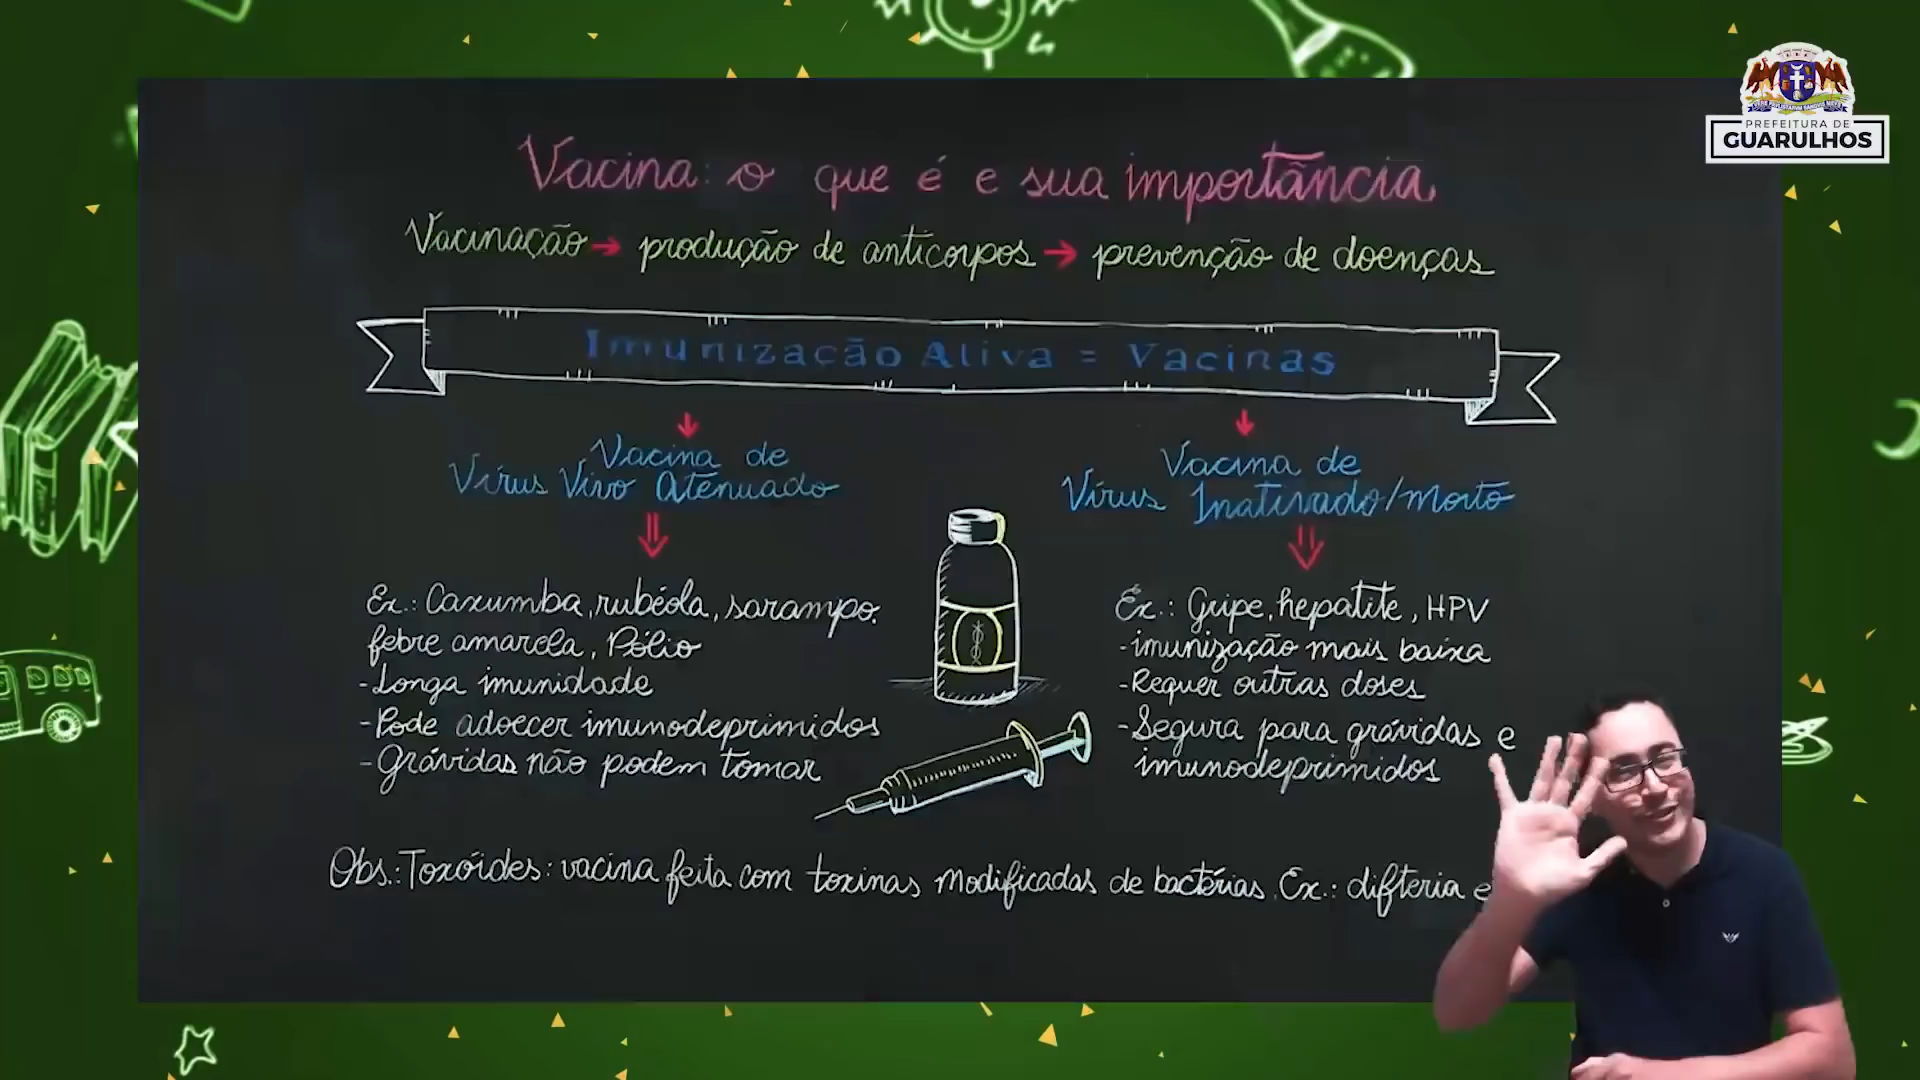 PREFEITURA DE
GUARULHOS
Vacina: o que é e sua importância
Vacinação → produção de anticorpos → prevenção de doenças
Imunização Ativa = Vacinas
Vacina de
Vírus Vivo Atenuado
Vacina de
Vírus Inativado/morto
Ex.: Caxumba, rubéola, sarampo,
febre amarela, Pólio
-Longa imunidade
-Pode adoecer imunodeprimidos
-Grávidas não podem tomar
Ex.: Gripe, hepatite, HPV
-imunização mais baixa
-Requer outras doses
-Segura para grávidas e
imunodeprimidos
Obs.: Toxóides: vacina feita com toxinas modificadas de bactérias. Ex.: difteria e